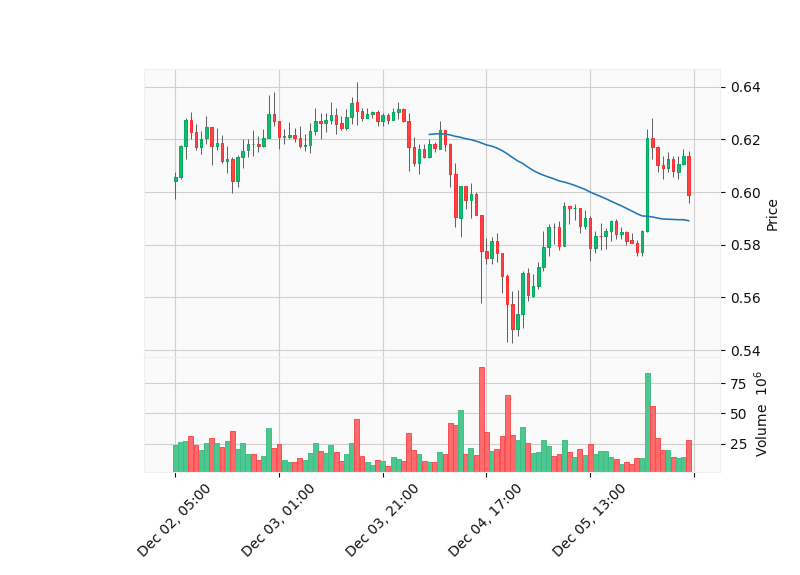 0.64
0.62
0.60
0.58
0.56
0.54
Price
75
50
25
Volume 10^6
Dec 02, 05:00
Dec 03, 01:00
Dec 03, 21:00
Dec 04, 17:00
Dec 05, 13:00